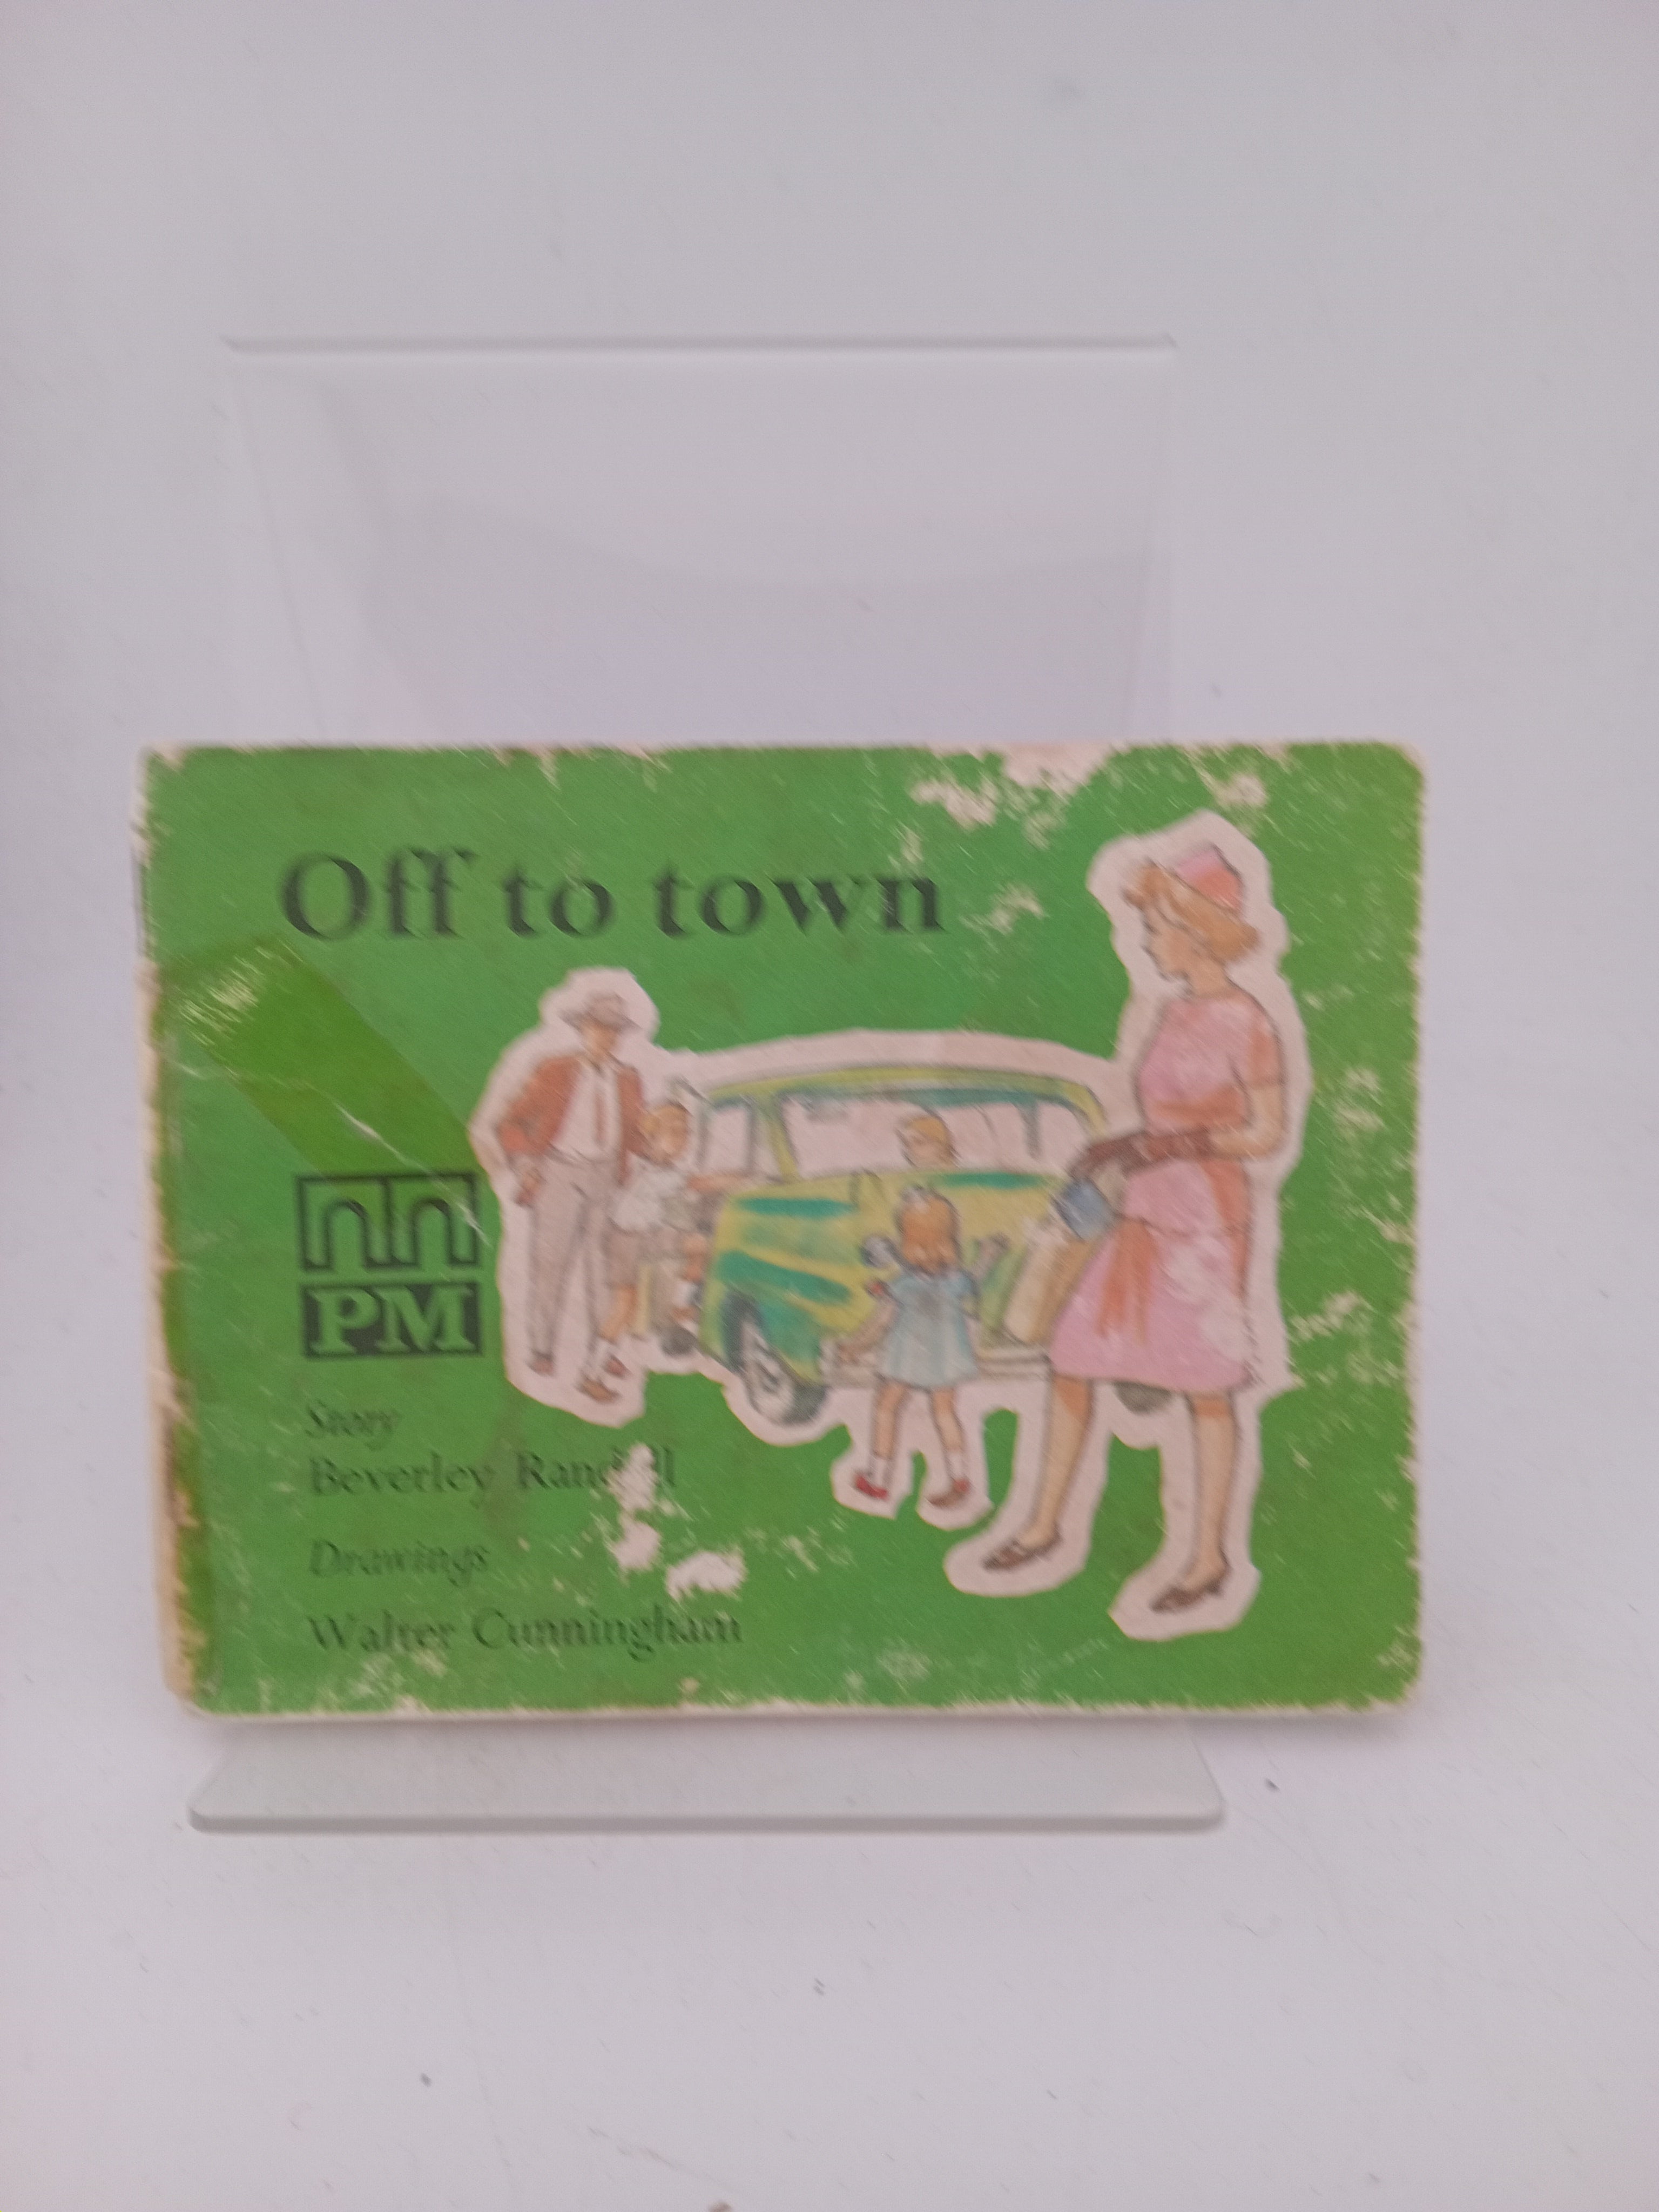 Off to town
PM
Story
Beverley Randell
Drawings
Walter Cunningham